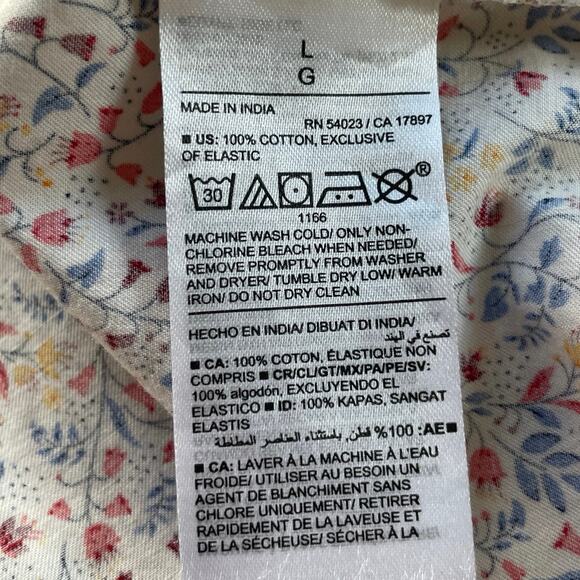 L
G
MADE IN INDIA
RN 54023 / CA 17897
■ US: 100% COTTON, EXCLUSIVE
OF ELASTIC
30
®
1166
MACHINE WASH COLD/ ONLY NON-
CHLORINE BLEACH WHEN NEEDED/
REMOVE PROMPTLY FROM WASHER
AND DRYER/ TUMBLE DRY LOW/ WARM
IRON/ DO NOT DRY CLEAN
HECHO EN INDIA/ DIBUAT DI INDIA/
تصنع في الهند
■ CA: 100% COTON, ÉLASTIQUE NON
COMPRIS ■ CR/CL/GT/MX/PA/PE/SV:
100% algodón, EXCLUYENDO EL
ELASTICO ■ ID: 100% KAPAS, SANGAT
ELASTIS
■ AE: 100% قطن, باستثناء العناصر المطاطة
■ CA: LAVER À LA MACHINE À L'EAU
FROIDE/ UTILISER AU BESOIN UN
AGENT DE BLANCHIMENT SANS
CHLORE UNIQUEMENT/ RETIRER
RAPIDEMENT DE LA LAVEUSE ET
DE LA SÉCHEUSE/ SÉCHER À LA